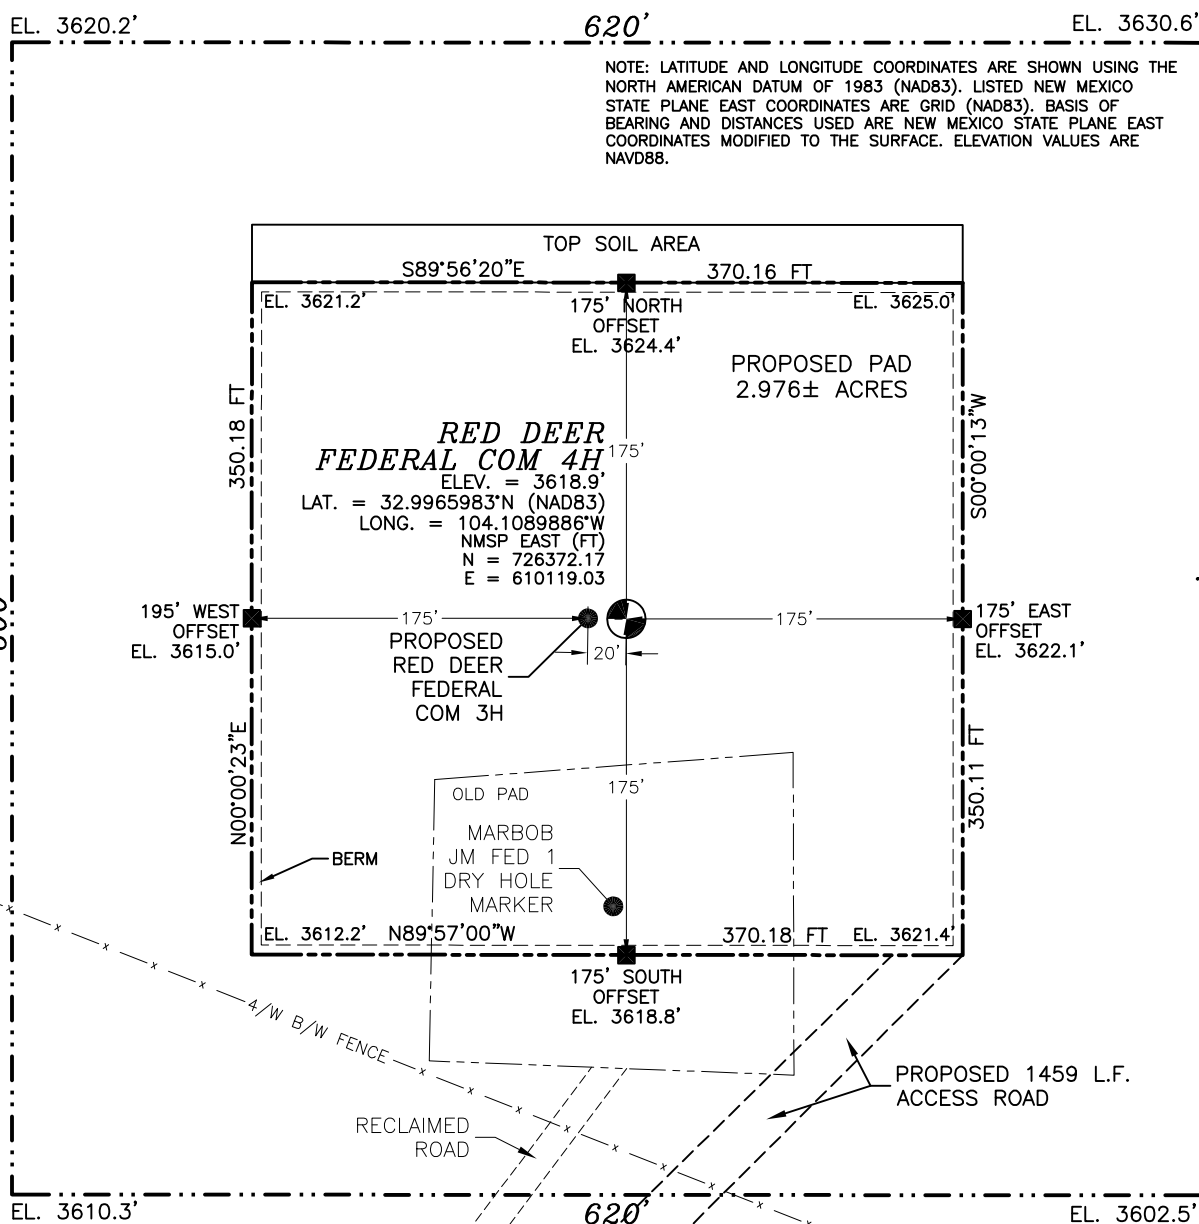 EL. 3620.2'
620'
EL. 3630.6'
NOTE: LATITUDE AND LONGITUDE COORDINATES ARE SHOWN USING THE
NORTH AMERICAN DATUM OF 1983 (NAD83). LISTED NEW MEXICO
STATE PLANE EAST COORDINATES ARE GRID (NAD83). BASIS OF
BEARING AND DISTANCES USED ARE NEW MEXICO STATE PLANE EAST
COORDINATES MODIFIED TO THE SURFACE. ELEVATION VALUES ARE
NAVD88.
TOP SOIL AREA
S89°56'20"E
370.16 FT
EL. 3621.2'
175' NORTH
OFFSET
EL. 3624.4'
EL. 3625.0'
PROPOSED PAD
2.976± ACRES
350.18 FT
S00°00'13"W
RED DEER
FEDERAL COM 4H
175'
ELEV. = 3618.9'
LAT. = 32.9965983°N (NAD83)
LONG. = 104.1089886°W
NMSP EAST (FT)
N = 726372.17
E = 610119.03
195' WEST
OFFSET
EL. 3615.0'
175'
175'
175' EAST
OFFSET
EL. 3622.1'
20'
PROPOSED
RED DEER
FEDERAL
COM 3H
N00°00'23"E
350.11 FT
175'
OLD PAD
MARBOB
JM FED 1
DRY HOLE
MARKER
BERM
EL. 3612.2'
N89°57'00"W
370.18 FT
EL. 3621.4'
175' SOUTH
OFFSET
EL. 3618.8'
4/W B/W FENCE
PROPOSED 1459 L.F.
ACCESS ROAD
RECLAIMED
ROAD
EL. 3610.3'
620'
EL. 3602.5'